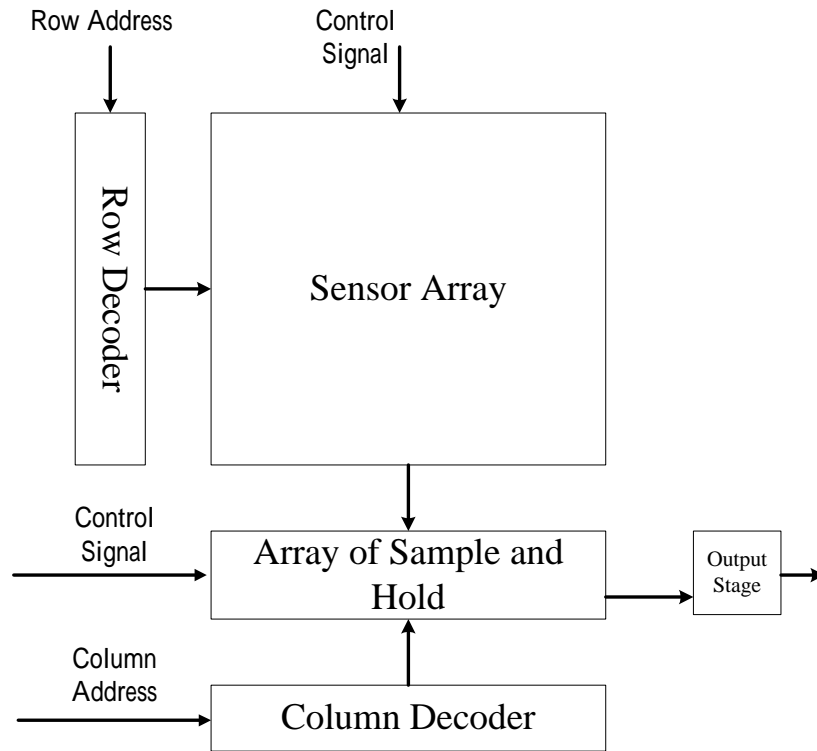 Row Address
Control
Signal
Row Decoder
Sensor Array
Control
Signal
Array of Sample and
Hold
Output
Stage
Column
Address
Column Decoder